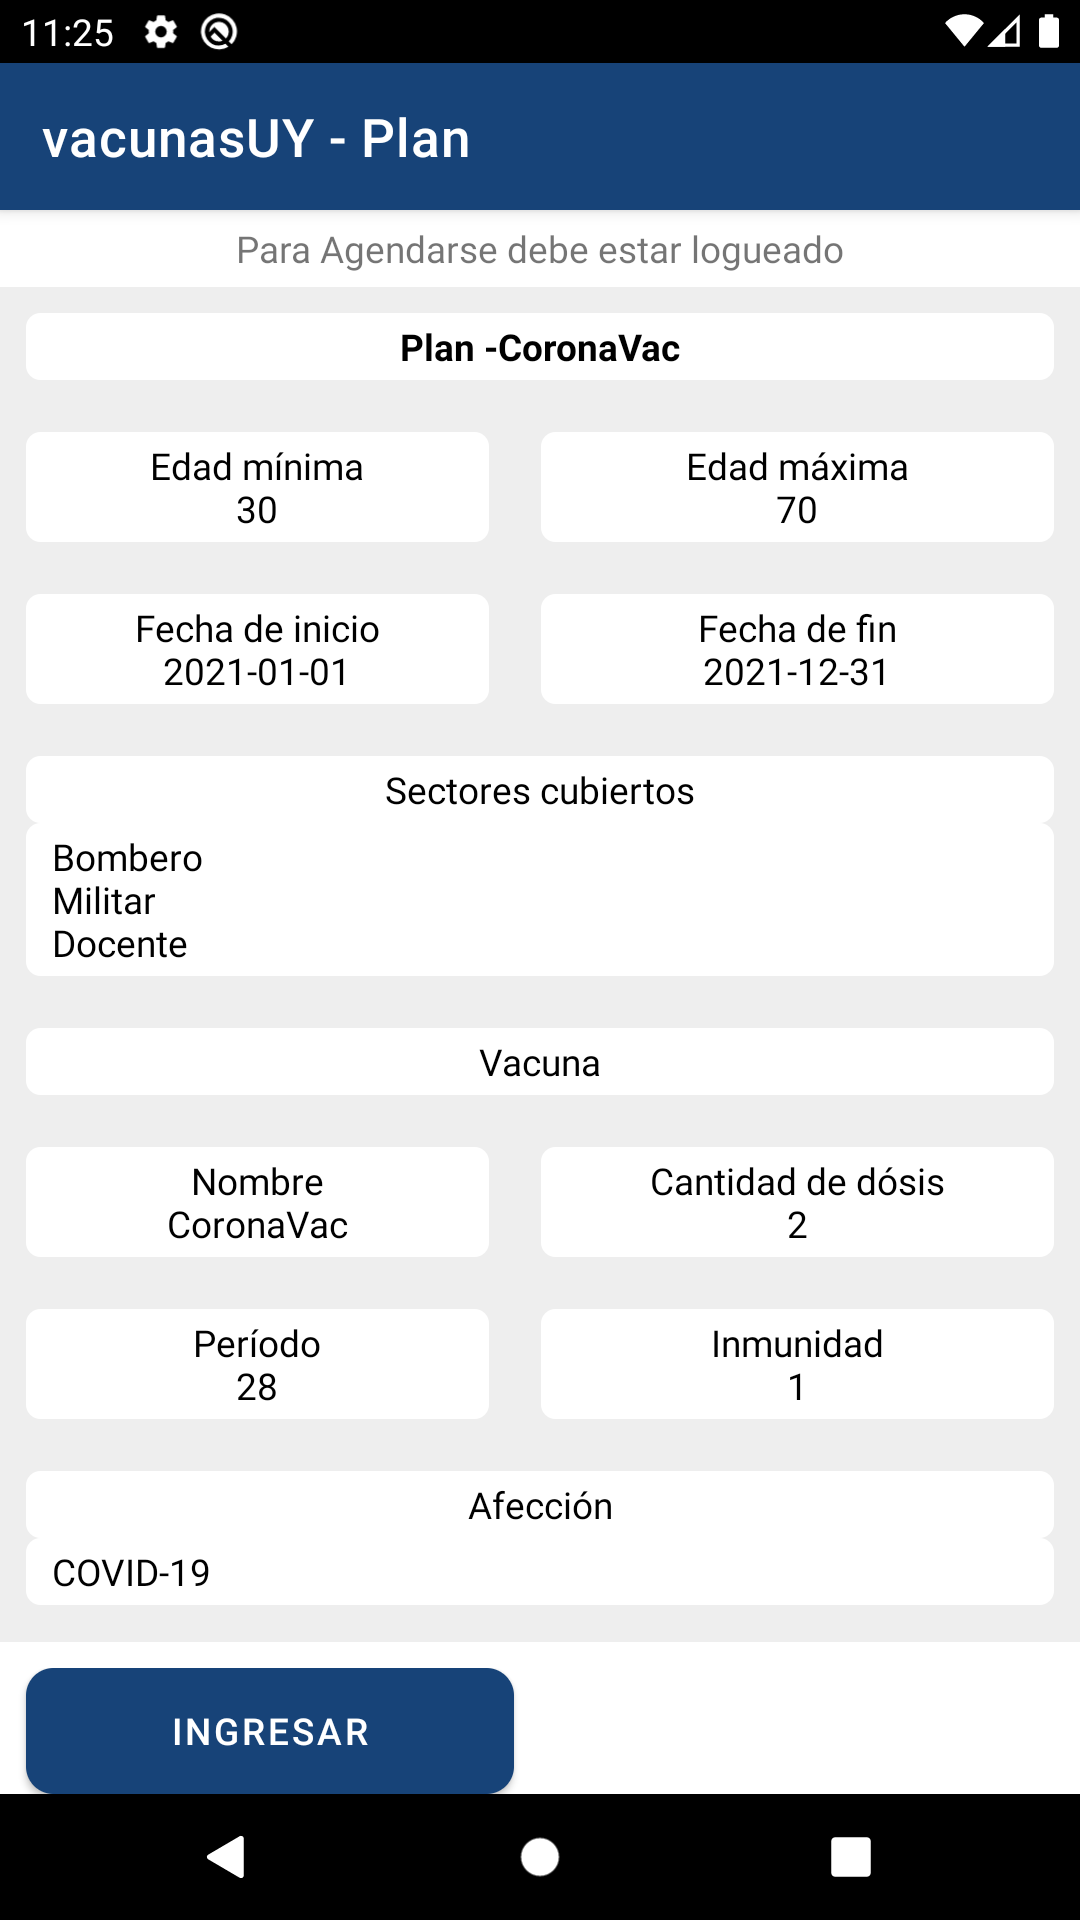 11:25
vacunasUY - Plan
Para Agendarse debe estar logueado
Plan -CoronaVac
Edad mínima
30
Edad máxima
70
Fecha de inicio
2021-01-01
Fecha de fin
2021-12-31
Sectores cubiertos
Bombero
Militar
Docente
Vacuna
Nombre
CoronaVac
Cantidad de dósis
2
Período
28
Inmunidad
1
Afección
COVID-19
INGRESAR